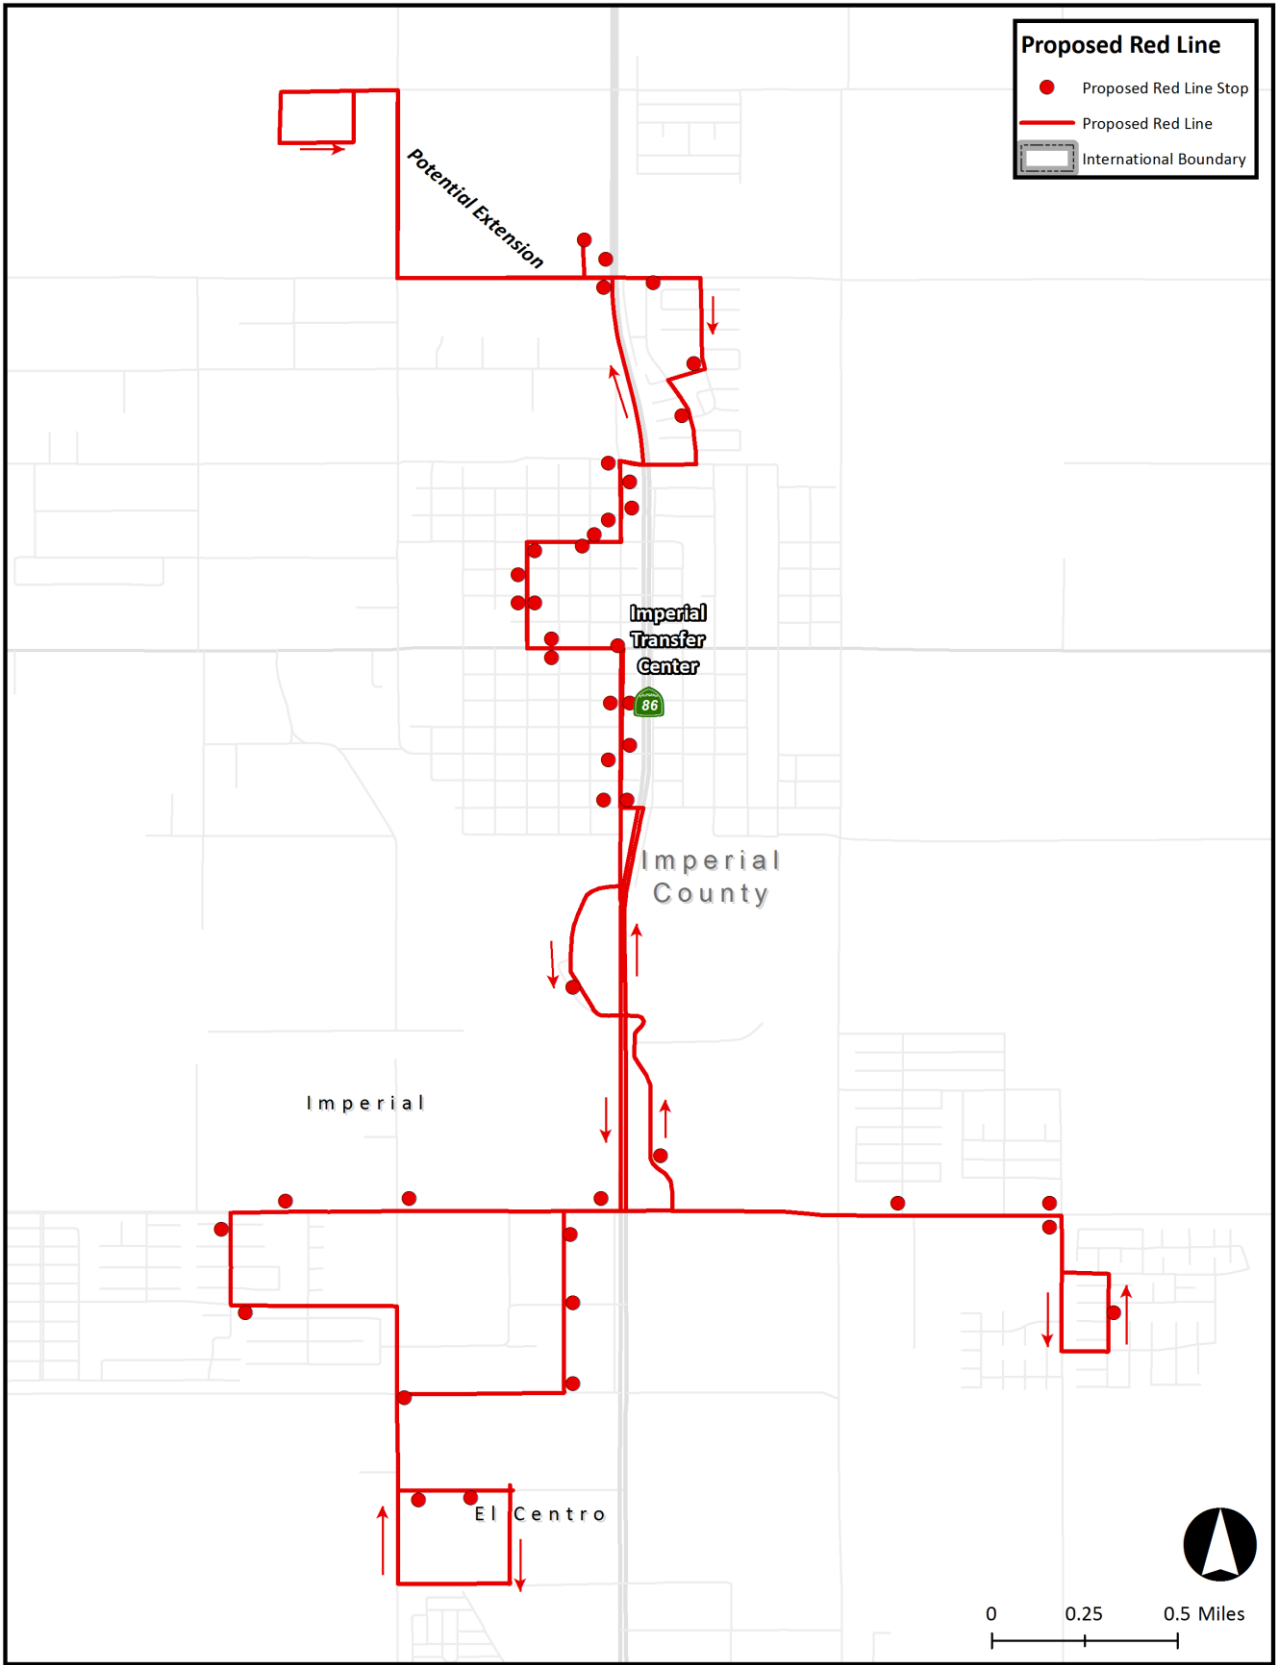 Proposed Red Line
Proposed Red Line Stop
Proposed Red Line
International Boundary
Potential Extension
Imperial
Transfer
Center
86
Imperial
County
Imperial
El Centro
0 0.25 0.5 Miles